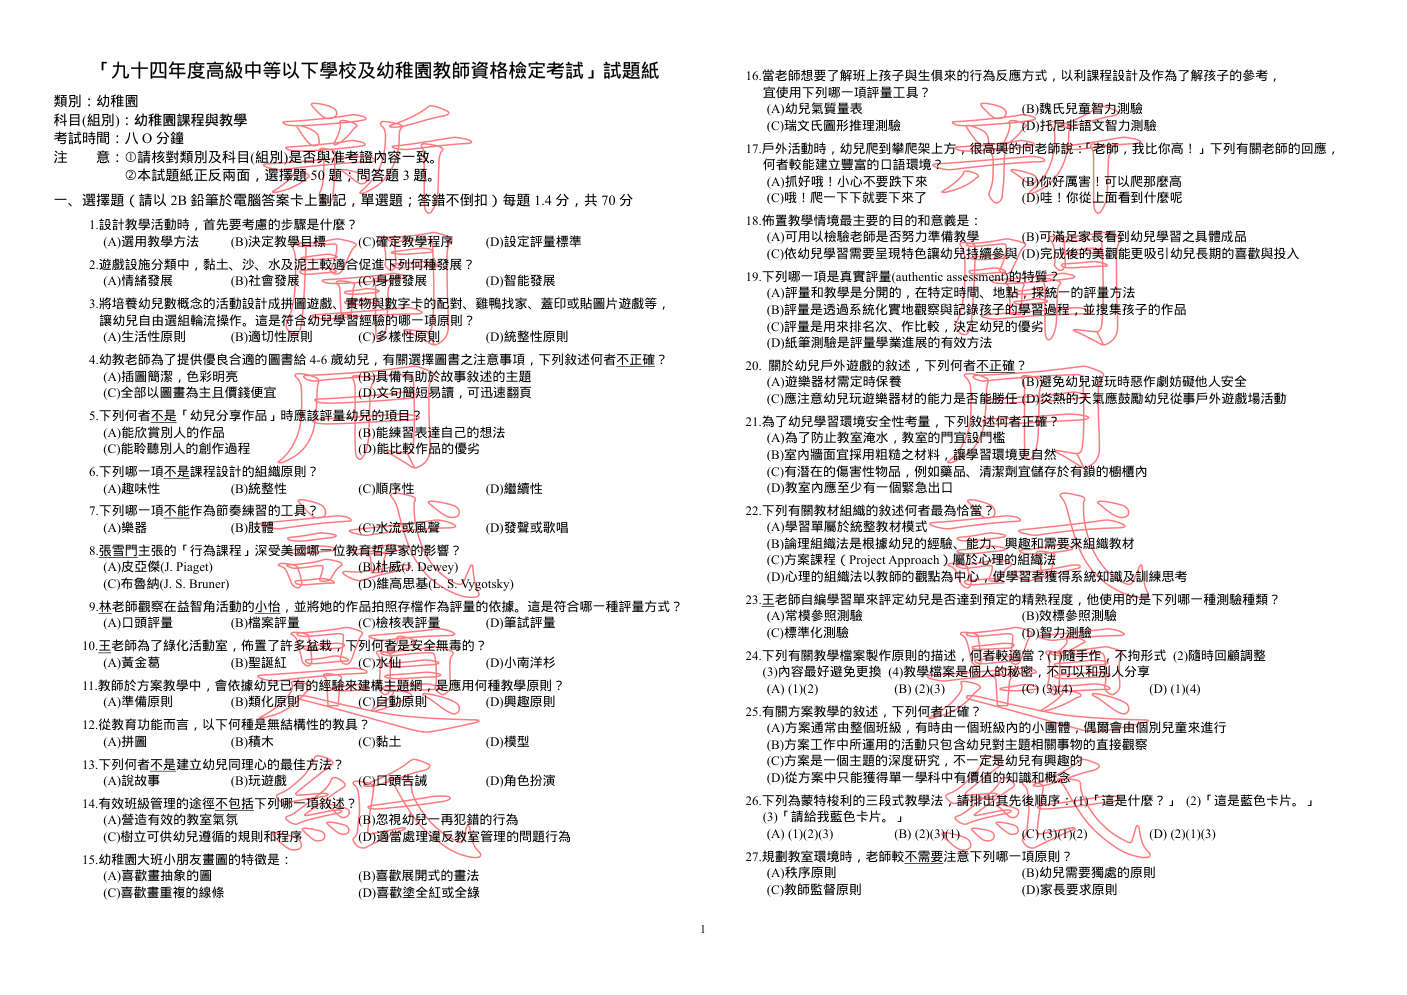 「九十四年度高級中等以下學校及幼稚園教師資格檢定考試」試題紙
類別：幼稚園
科目(組別)：幼稚園課程與教學
考試時間：八 O 分鐘
注　　意：①請核對類別及科目(組別)是否與准考證內容一致。
②本試題紙正反兩面，選擇題 50 題；問答題 3 題。
一、選擇題（請以 2B 鉛筆於電腦答案卡上劃記，單選題；答錯不倒扣）每題 1.4 分，共 70 分
1.設計教學活動時，首先要考慮的步驟是什麼？
(A)選用教學方法 (B)決定教學目標 (C)確定教學程序 (D)設定評量標準
2.遊戲設施分類中，黏土、沙、水及泥土較適合促進下列何種發展？
(A)情緒發展 (B)社會發展 (C)身體發展 (D)智能發展
3.將培養幼兒數概念的活動設計成拼圖遊戲、實物與數字卡的配對、雞鴨找家、蓋印或貼圖片遊戲等，
讓幼兒自由選組輪流操作。這是符合幼兒學習經驗的哪一項原則？
(A)生活性原則 (B)適切性原則 (C)多樣性原則 (D)統整性原則
4.幼教老師為了提供優良合適的圖書給 4-6 歲幼兒，有關選擇圖書之注意事項，下列敘述何者不正確？
(A)插圖簡潔，色彩明亮 (B)具備有助於故事敘述的主題
(C)全部以圖畫為主且價錢便宜 (D)文句簡短易讀，可迅速翻頁
5.下列何者不是「幼兒分享作品」時應該評量幼兒的項目？
(A)能欣賞別人的作品 (B)能練習表達自己的想法
(C)能聆聽別人的創作過程 (D)能比較作品的優劣
6.下列哪一項不是課程設計的組織原則？
(A)趣味性 (B)統整性 (C)順序性 (D)繼續性
7.下列哪一項不能作為節奏練習的工具？
(A)樂器 (B)肢體 (C)水流或風聲 (D)發聲或歌唱
8.張雪門主張的「行為課程」深受美國哪一位教育哲學家的影響？
(A)皮亞傑(J. Piaget) (B)杜威(J. Dewey)
(C)布魯納(J. S. Bruner) (D)維高思基(L. S. Vygotsky)
9.林老師觀察在益智角活動的小怡，並將她的作品拍照存檔作為評量的依據。這是符合哪一種評量方式？
(A)口頭評量 (B)檔案評量 (C)檢核表評量 (D)筆試評量
10.王老師為了綠化活動室，佈置了許多盆栽，下列何者是安全無毒的？
(A)黃金葛 (B)聖誕紅 (C)水仙 (D)小南洋杉
11.教師於方案教學中，會依據幼兒已有的經驗來建構主題網，是應用何種教學原則？
(A)準備原則 (B)類化原則 (C)自動原則 (D)興趣原則
12.從教育功能而言，以下何種是無結構性的教具？
(A)拼圖 (B)積木 (C)黏土 (D)模型
13.下列何者不是建立幼兒同理心的最佳方法？
(A)說故事 (B)玩遊戲 (C)口頭告誡 (D)角色扮演
14.有效班級管理的途徑不包括下列哪一項敘述？
(A)營造有效的教室氣氛 (B)忽視幼兒一再犯錯的行為
(C)樹立可供幼兒遵循的規則和程序 (D)適當處理違反教室管理的問題行為
15.幼稚園大班小朋友畫圖的特徵是：
(A)喜歡畫抽象的圖 (B)喜歡展開式的畫法
(C)喜歡畫重複的線條 (D)喜歡塗全紅或全綠
16.當老師想要了解班上孩子與生俱來的行為反應方式，以利課程設計及作為了解孩子的參考，
宜使用下列哪一項評量工具？
(A)幼兒氣質量表 (B)魏氏兒童智力測驗
(C)瑞文氏圖形推理測驗 (D)托尼非語文智力測驗
17.戶外活動時，幼兒爬到攀爬架上方，很高興的向老師說：「老師，我比你高！」下列有關老師的回應，
何者較能建立豐富的口語環境？
(A)抓好哦！小心不要跌下來 (B)你好厲害！可以爬那麼高
(C)哦！爬一下下就要下來了 (D)哇！你從上面看到什麼呢
18.佈置教學情境最主要的目的和意義是：
(A)可用以檢驗老師是否努力準備教學 (B)可滿足家長看到幼兒學習之具體成品
(C)依幼兒學習需要呈現特色讓幼兒持續參與 (D)完成後的美觀能更吸引幼兒長期的喜歡與投入
19.下列哪一項是真實評量(authentic assessment)的特質？
(A)評量和教學是分開的，在特定時間、地點，採統一的評量方法
(B)評量是透過系統化實地觀察與記錄孩子的學習過程，並搜集孩子的作品
(C)評量是用來排名次、作比較，決定幼兒的優劣
(D)紙筆測驗是評量學業進展的有效方法
20. 關於幼兒戶外遊戲的敘述，下列何者不正確？
(A)遊樂器材需定時保養 (B)避免幼兒遊玩時惡作劇妨礙他人安全
(C)應注意幼兒玩遊樂器材的能力是否能勝任 (D)炎熱的天氣應鼓勵幼兒從事戶外遊戲場活動
21.為了幼兒學習環境安全性考量，下列敘述何者正確？
(A)為了防止教室淹水，教室的門宜設門檻
(B)室內牆面宜採用粗糙之材料，讓學習環境更自然
(C)有潛在的傷害性物品，例如藥品、清潔劑宜儲存於有鎖的櫥櫃內
(D)教室內應至少有一個緊急出口
22.下列有關教材組織的敘述何者最為恰當？
(A)學習單屬於統整教材模式
(B)論理組織法是根據幼兒的經驗、能力、興趣和需要來組織教材
(C)方案課程（Project Approach）屬於心理的組織法
(D)心理的組織法以教師的觀點為中心，使學習者獲得系統知識及訓練思考
23.王老師自編學習單來評定幼兒是否達到預定的精熟程度，他使用的是下列哪一種測驗種類？
(A)常模參照測驗 (B)效標參照測驗
(C)標準化測驗 (D)智力測驗
24.下列有關教學檔案製作原則的描述，何者較適當？(1)隨手作，不拘形式 (2)隨時回顧調整
(3)內容最好避免更換 (4)教學檔案是個人的秘密，不可以和別人分享
(A) (1)(2) (B) (2)(3) (C) (3)(4) (D) (1)(4)
25.有關方案教學的敘述，下列何者正確？
(A)方案通常由整個班級，有時由一個班級內的小團體，偶爾會由個別兒童來進行
(B)方案工作中所運用的活動只包含幼兒對主題相關事物的直接觀察
(C)方案是一個主題的深度研究，不一定是幼兒有興趣的
(D)從方案中只能獲得單一學科中有價值的知識和概念
26.下列為蒙特梭利的三段式教學法，請排出其先後順序：(1)「這是什麼？」 (2)「這是藍色卡片。」
(3)「請給我藍色卡片。」
(A) (1)(2)(3) (B) (2)(3)(1) (C) (3)(1)(2) (D) (2)(1)(3)
27.規劃教室環境時，老師較不需要注意下列哪一項原則？
(A)秩序原則 (B)幼兒需要獨處的原則
(C)教師監督原則 (D)家長要求原則
1